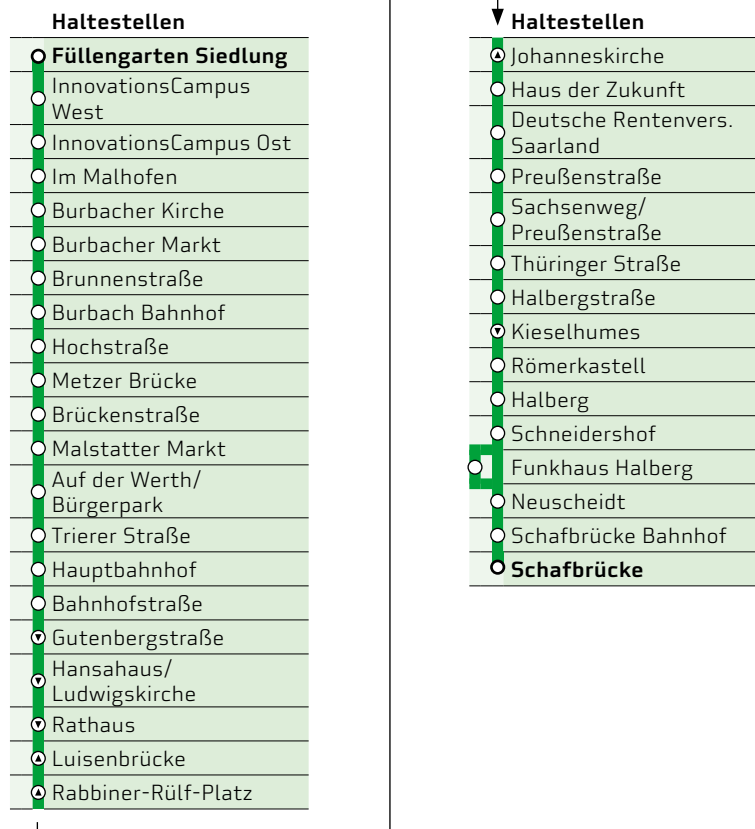 Haltestellen
Füllengarten Siedlung
InnovationsCampus
West
InnovationsCampus Ost
Im Malhofen
Burbacher Kirche
Burbacher Markt
Brunnenstraße
Burbach Bahnhof
Hochstraße
Metzer Brücke
Brückenstraße
Malstatter Markt
Auf der Werth/
Bürgerpark
Trierer Straße
Hauptbahnhof
Bahnhofstraße
Gutenbergstraße
Hansahaus/
Ludwigskirche
Rathaus
Luisenbrücke
Rabbiner-Rülf-Platz
Haltestellen
Johanneskirche
Haus der Zukunft
Deutsche Rentenvers.
Saarland
Preußenstraße
Sachsenweg/
Preußenstraße
Thüringer Straße
Halbergstraße
Kieselhumes
Römerkastell
Halberg
Schneidershof
Funkhaus Halberg
Neuscheidt
Schafbrücke Bahnhof
Schafbrücke